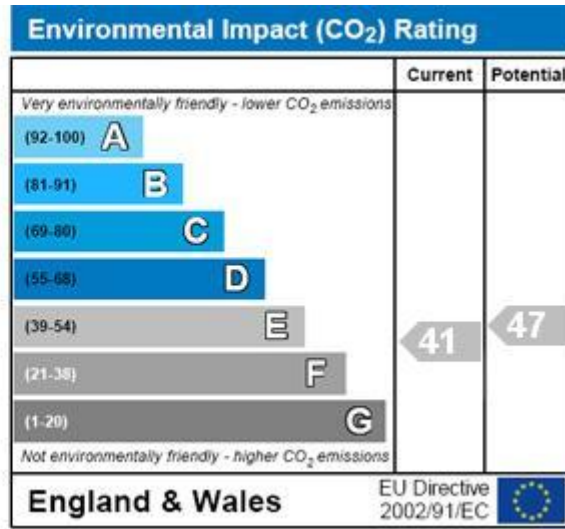 Environmental Impact (CO₂) Rating
Current Potential
Very environmentally friendly - lower CO₂ emissions
(92-100) A
(81-91) B
(69-80) C
(55-68) D
(39-54) E
41 47
(21-38) F
(1-20) G
Not environmentally friendly - higher CO₂ emissions
England & Wales
EU Directive
2002/91/EC